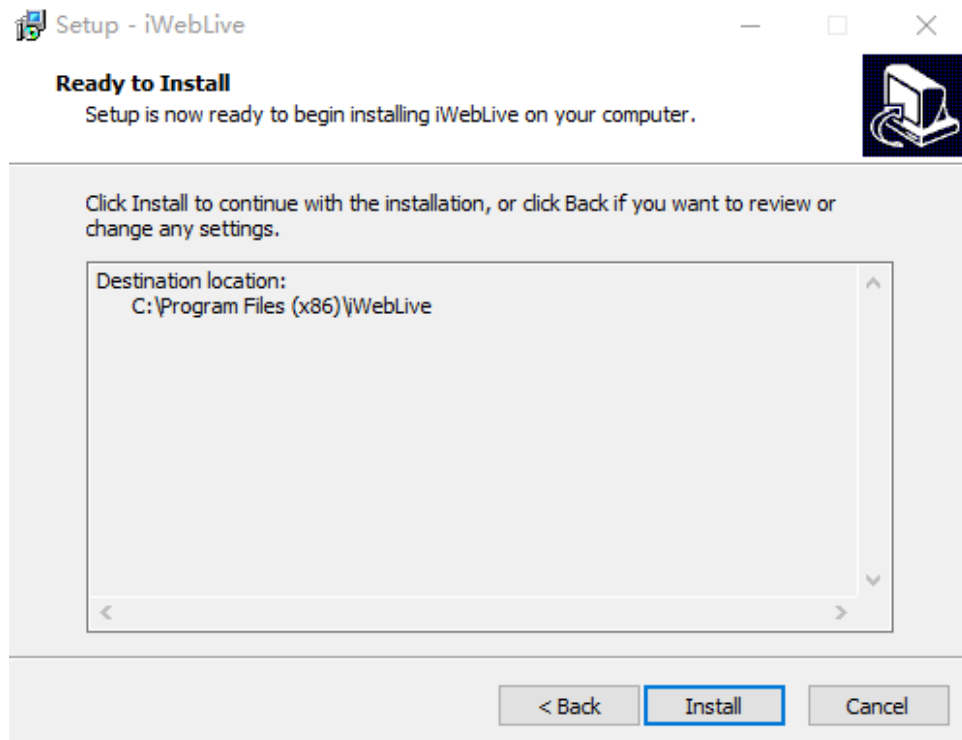 Setup - iWebLive
Ready to Install
Setup is now ready to begin installing iWebLive on your computer.
Click Install to continue with the installation, or click Back if you want to review or
change any settings.
Destination location:
C:\Program Files (x86)\iWebLive
< Back
Install
Cancel